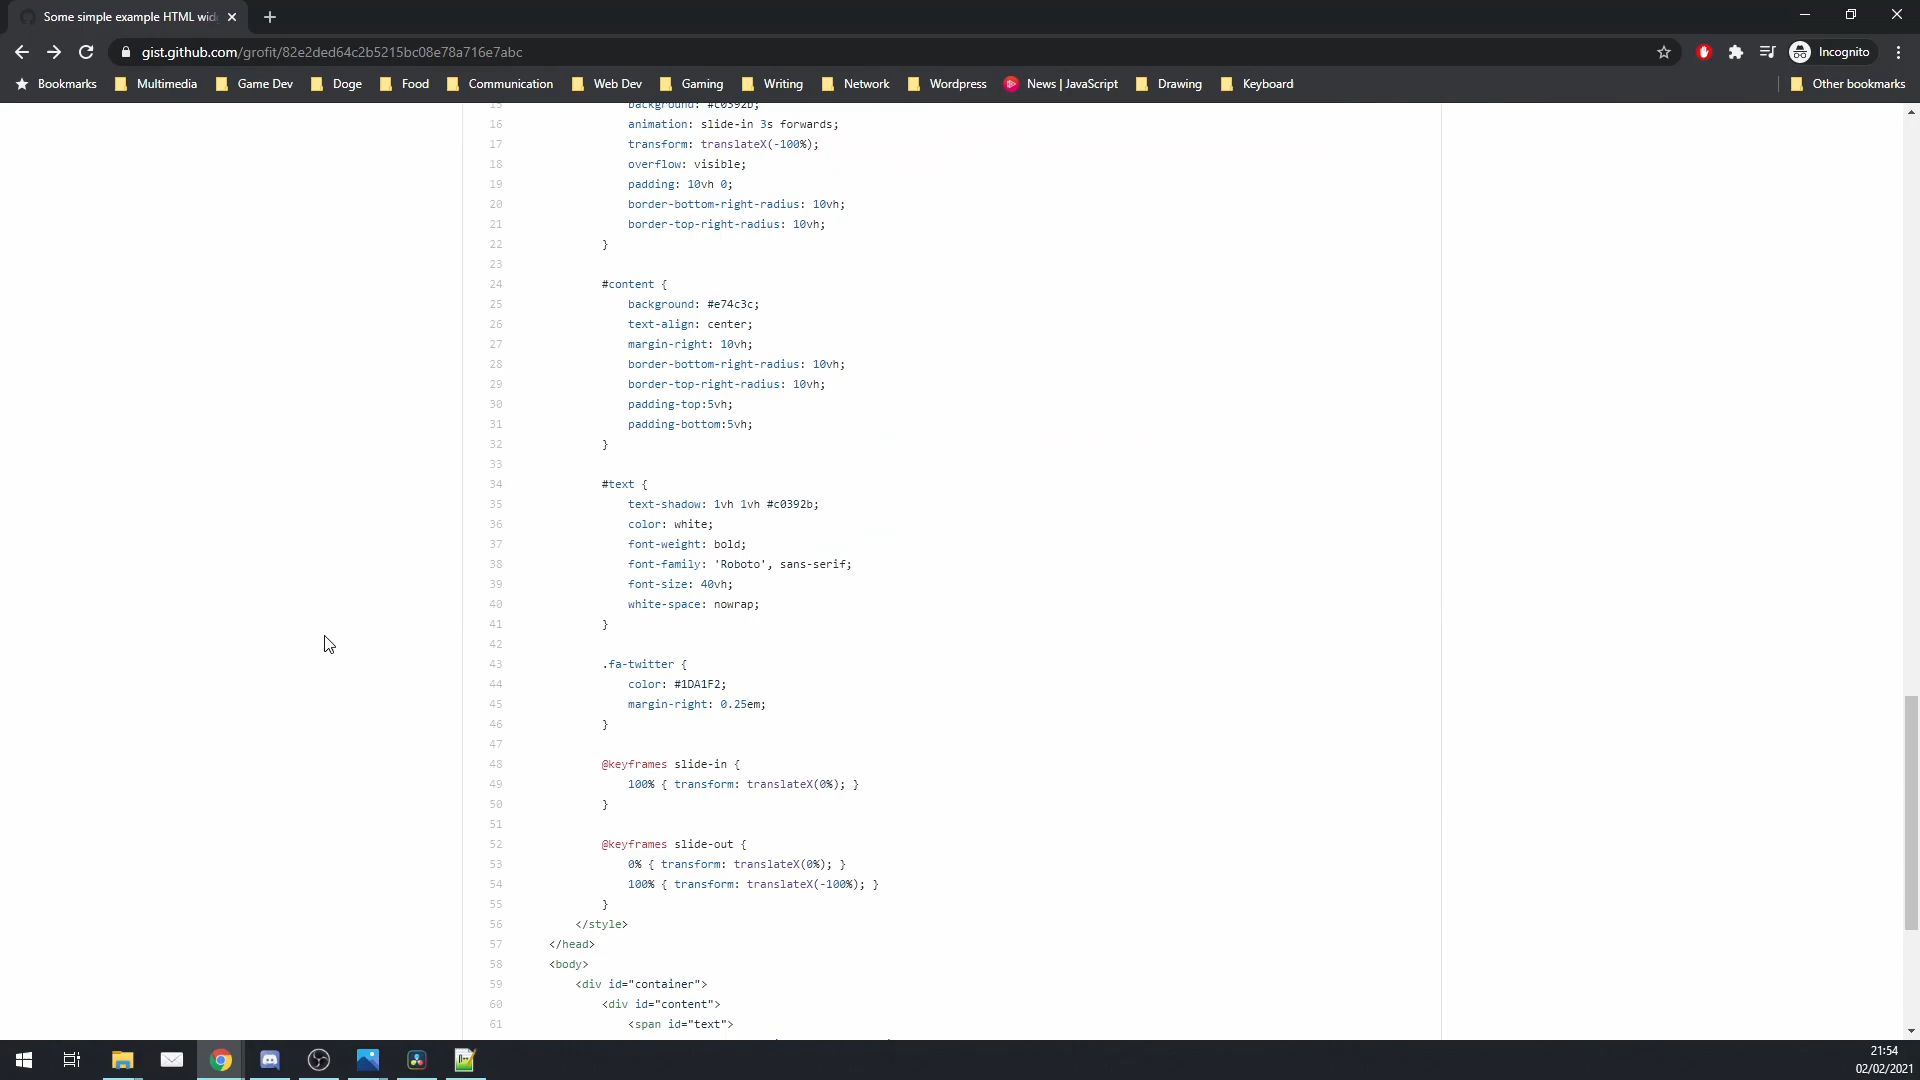 Some simple example HTML wid
gist.github.com/grofit/82e2ded64c2b5215bc08e78a716e7abc
Incognito
Bookmarks Multimedia Game Dev Doge Food Communication Web Dev Gaming Writing Network Wordpress News | JavaScript Drawing Keyboard Other bookmarks
15 background: #c0392b;
16 animation: slide-in 3s forwards;
17 transform: translateX(-100%);
18 overflow: visible;
19 padding: 10vh 0;
20 border-bottom-right-radius: 10vh;
21 border-top-right-radius: 10vh;
22 }
23
24 #content {
25 background: #e74c3c;
26 text-align: center;
27 margin-right: 10vh;
28 border-bottom-right-radius: 10vh;
29 border-top-right-radius: 10vh;
30 padding-top:5vh;
31 padding-bottom:5vh;
32 }
33
34 #text {
35 text-shadow: 1vh 1vh #c0392b;
36 color: white;
37 font-weight: bold;
38 font-family: 'Roboto', sans-serif;
39 font-size: 40vh;
40 white-space: nowrap;
41 }
42
43 .fa-twitter {
44 color: #1DA1F2;
45 margin-right: 0.25em;
46 }
47
48 @keyframes slide-in {
49 100% { transform: translateX(0%); }
50 }
51
52 @keyframes slide-out {
53 0% { transform: translateX(0%); }
54 100% { transform: translateX(-100%); }
55 }
56 </style>
57 </head>
58 <body>
59 <div id="container">
60 <div id="content">
61 <span id="text">
21:54
02/02/2021